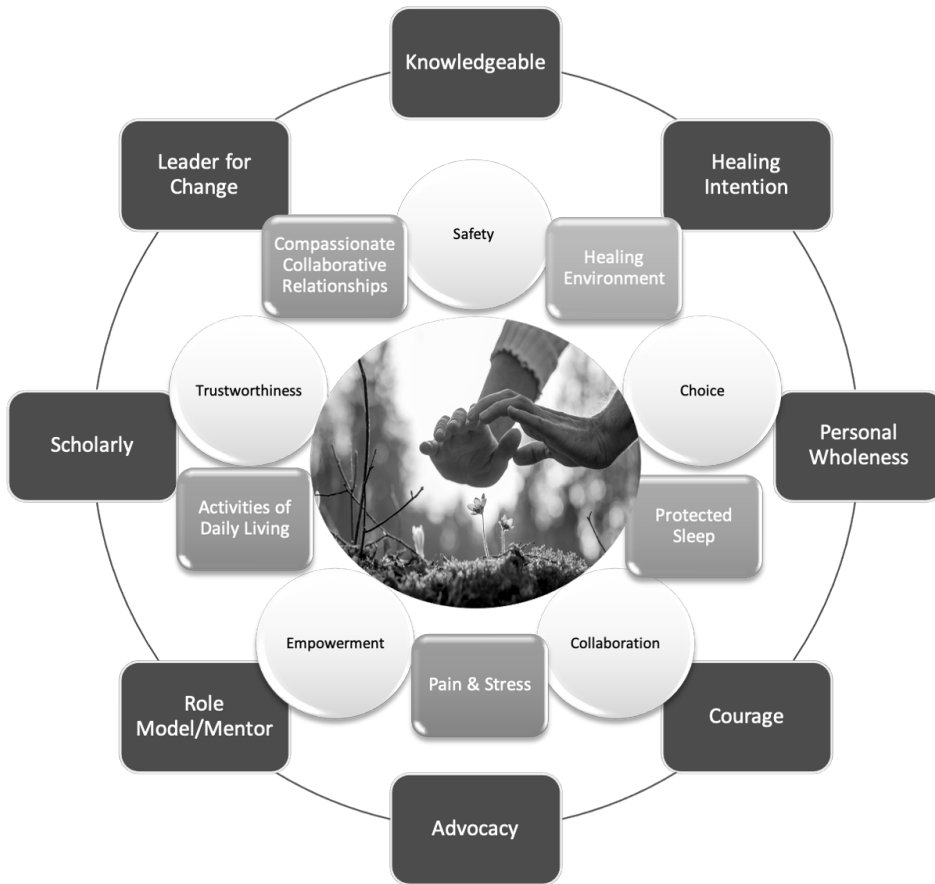 Knowledgeable
Leader for
Change
Healing
Intention
Safety
Compassionate
Collaborative
Relationships
Healing
Environment
Trustworthiness
Choice
Scholarly
Personal
Wholeness
Activities of
Daily Living
Protected
Sleep
Empowerment
Collaboration
Pain & Stress
Role
Model/Mentor
Courage
Advocacy